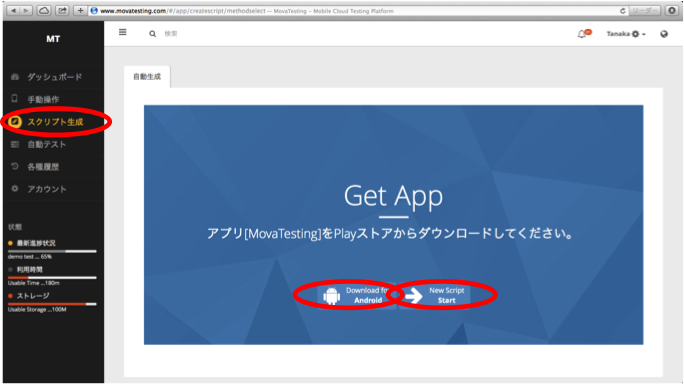 www.movatesting.com/#/app/createscript/methodselect — MovaTesting - Mobile Cloud Testing Platform
リーダー
MT
検索
Tanaka
ダッシュボード
手動操作
スクリプト生成
自動テスト
各種履歴
アカウント
状態
最新進捗状況
demo test ... 65%
利用時間
Usable Time ...180m
ストレージ
Usable Storage ...100M
自動生成
Get App
アプリ[MovaTesting]をPlayストアからダウンロードしてください。
Download for
Android
New Script
Start